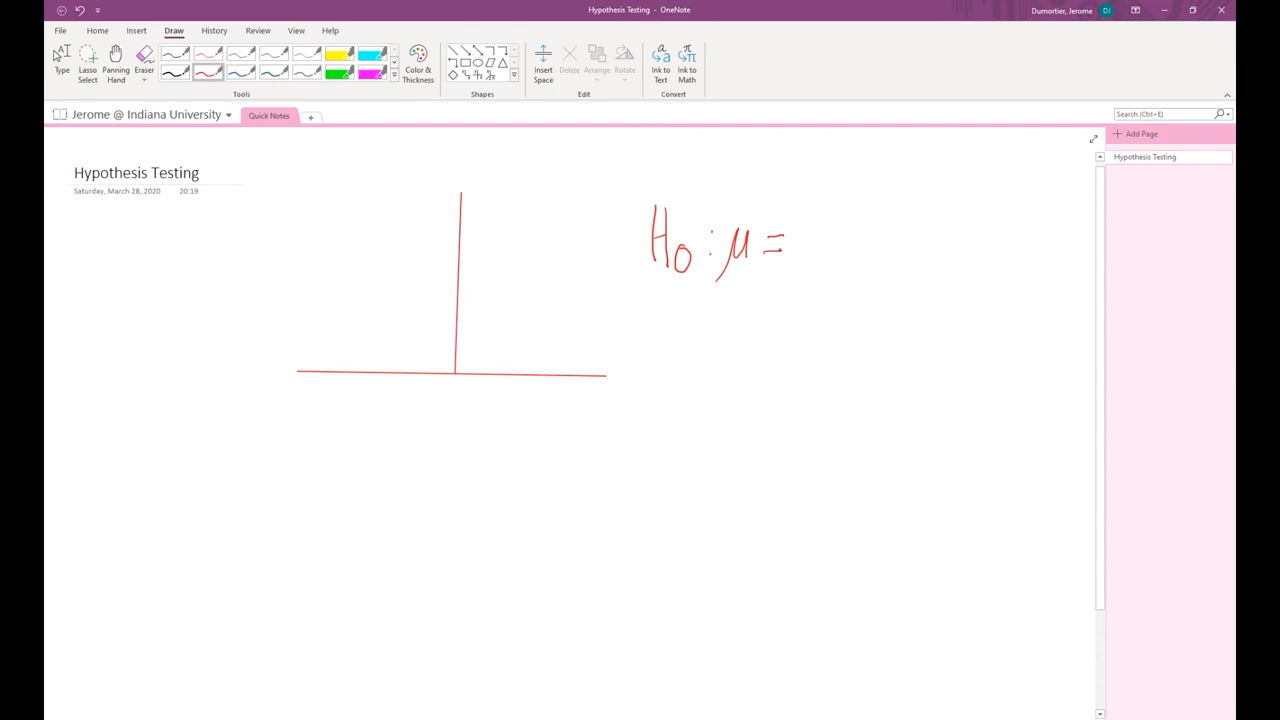 Hypothesis Testing - OneNote
Dumortier, Jerome DJ
File Home Insert Draw History Review View Help
Type
Lasso Select
Panning Hand
Eraser
Color & Thickness
Insert Space
Delete
Arrange
Rotate
Ink to Text
Ink to Math
Tools
Shapes
Edit
Convert
Jerome @ Indiana University
Quick Notes
Search (Ctrl+E)
Add Page
Hypothesis Testing
Hypothesis Testing
Saturday, March 28, 2020 20:19
H0 : μ =